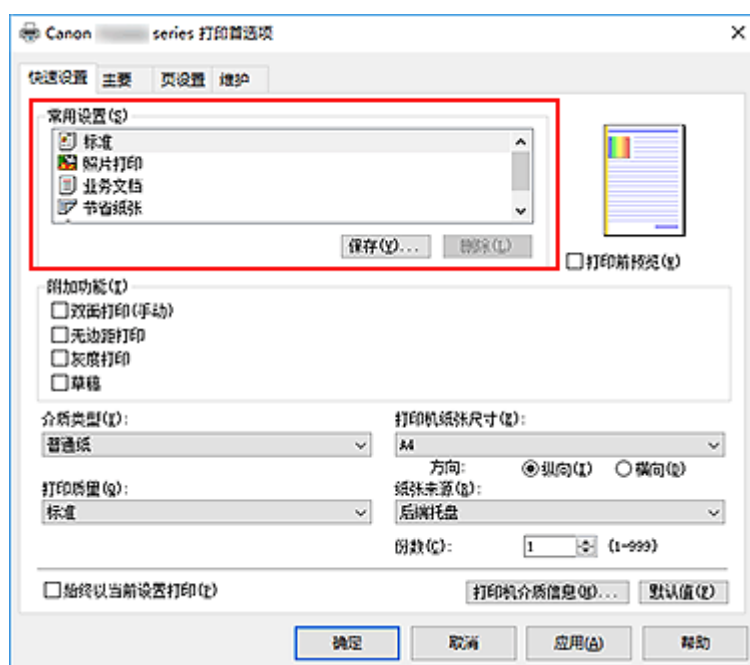 Canon series 打印首选项
快速设置 主要 页设置 维护
常用设置(S)
标准
照片打印
业务文档
节省纸张
保存(V)... 删除(L)
打印前预览(W)
附加功能(I)
双面打印(手动)
无边距打印
灰度打印
草稿
介质类型(X): 打印机纸张尺寸(Z):
普通纸 A4
方向: 纵向(I) 横向(O)
打印质量(Q): 纸张来源(B):
标准 后端托盘
份数(C): 1 (1-999)
始终以当前设置打印(P)
打印机介质信息(M)... 默认值(F)
确定 取消 应用(A) 帮助